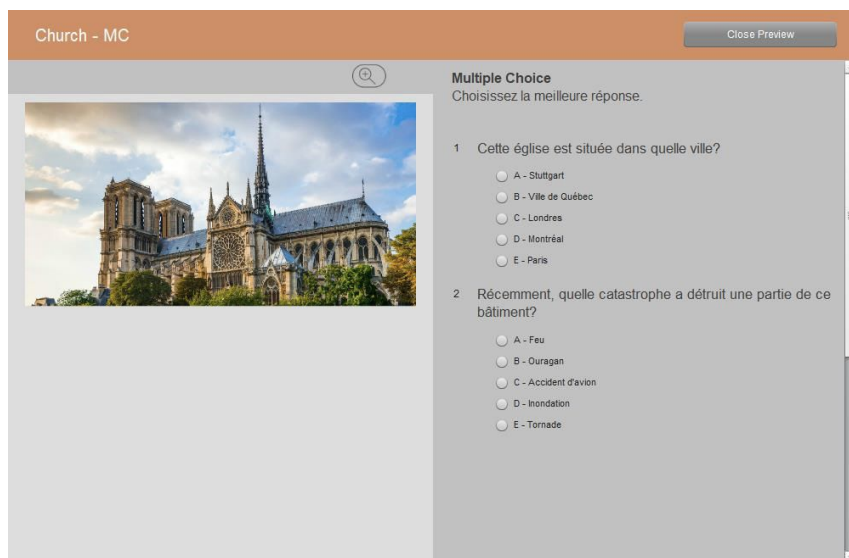 Church - MC
Close Preview
Multiple Choice
Choisissez la meilleure réponse.
1 Cette église est située dans quelle ville?
A - Stuttgart
B - Ville de Québec
C - Londres
D - Montréal
E - Paris
2 Récemment, quelle catastrophe a détruit une partie de ce
bâtiment?
A - Feu
B - Ouragan
C - Accident d'avion
D - Inondation
E - Tornade